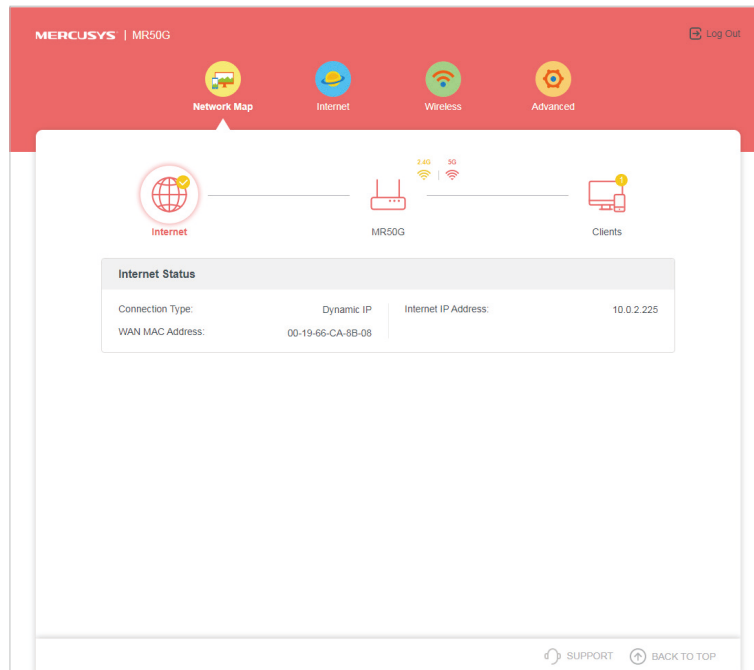 MERCUSYS | MR50G
Log Out
Network Map Internet Wireless Advanced
2.4G 5G
1
Internet MR50G Clients
Internet Status
Connection Type: Dynamic IP Internet IP Address: 10.0.2.225
WAN MAC Address: 00-19-66-CA-8B-08
SUPPORT BACK TO TOP